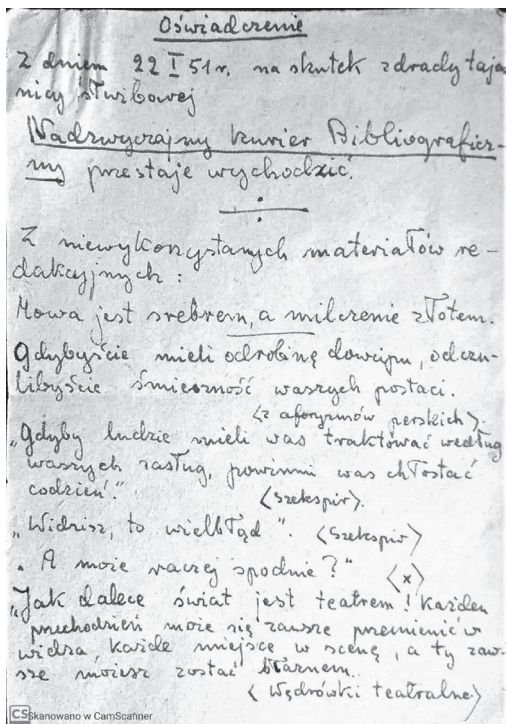 Oświadczenie
Z dniem 22 I 51 r. na skutek zdrady taje
nicy służbowej
Nadzwyczajny kurier Bibliograficz-
ny przestaje wychodzić.
Z niewykorzystanych materiałów re-
dakcyjnych :
Mowa jest srebrem, a milczenie złotem.
Gdybyście mieli odrobinę dowcipu, odczu-
libyście śmieszność waszych postaci.
<z aforyzmów perskich>
„Gdyby ludzie mieli was traktować według
waszych zasług, powinni was chłostać
codzień."
<Szekspir>.
„Widzisz, to wielbłąd". <Szekspir>
„A może raczej spodnie?" <x>
„Jak dalece świat jest teatrem! Każden
przechodzień może się zawsze przemienić w
widza, każde miejsce w scenę, a ty zaw-
sze możesz zostać błaznem.
<Wędrówki teatralne>
CS Skanowano w CamScanner